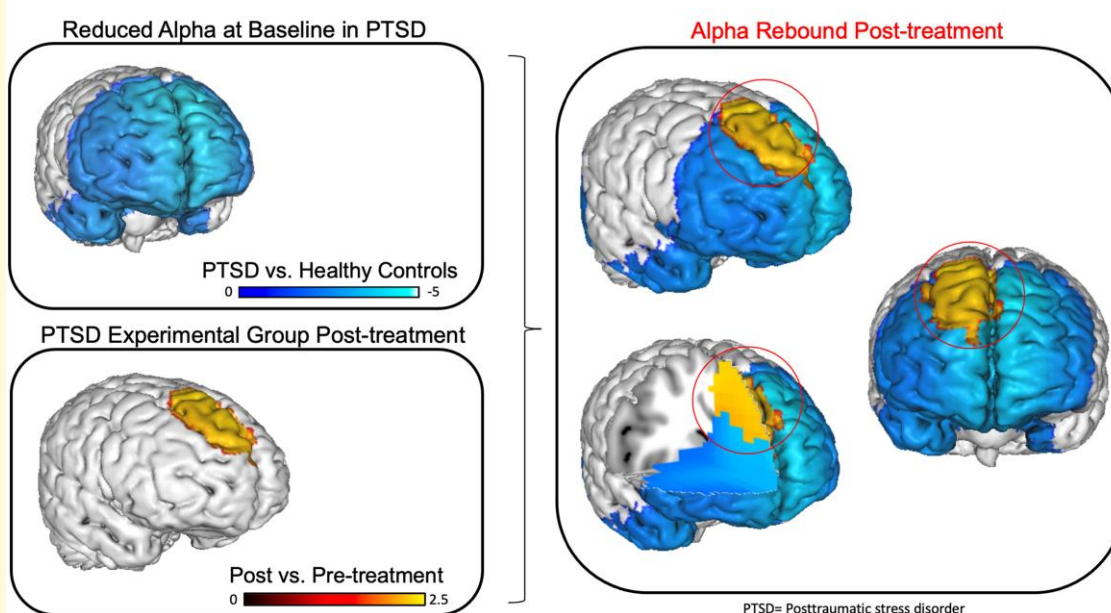 Reduced Alpha at Baseline in PTSD
PTSD vs. Healthy Controls
0 -5
PTSD Experimental Group Post-treatment
Post vs. Pre-treatment
0 2.5
Alpha Rebound Post-treatment
PTSD= Posttraumatic stress disorder